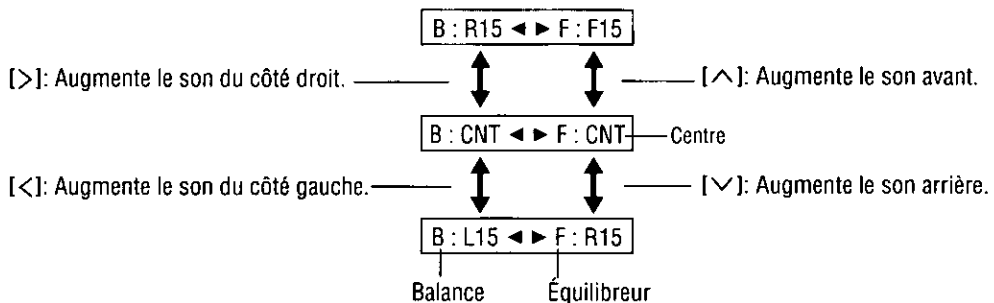 B : R15 ◄ ► F : F15
[>]: Augmente le son du côté droit.
[∧]: Augmente le son avant.
B : CNT ◄ ► F : CNT
Centre
[<]: Augmente le son du côté gauche.
[∨]: Augmente le son arrière.
B : L15 ◄ ► F : R15
Balance
Équilibreur